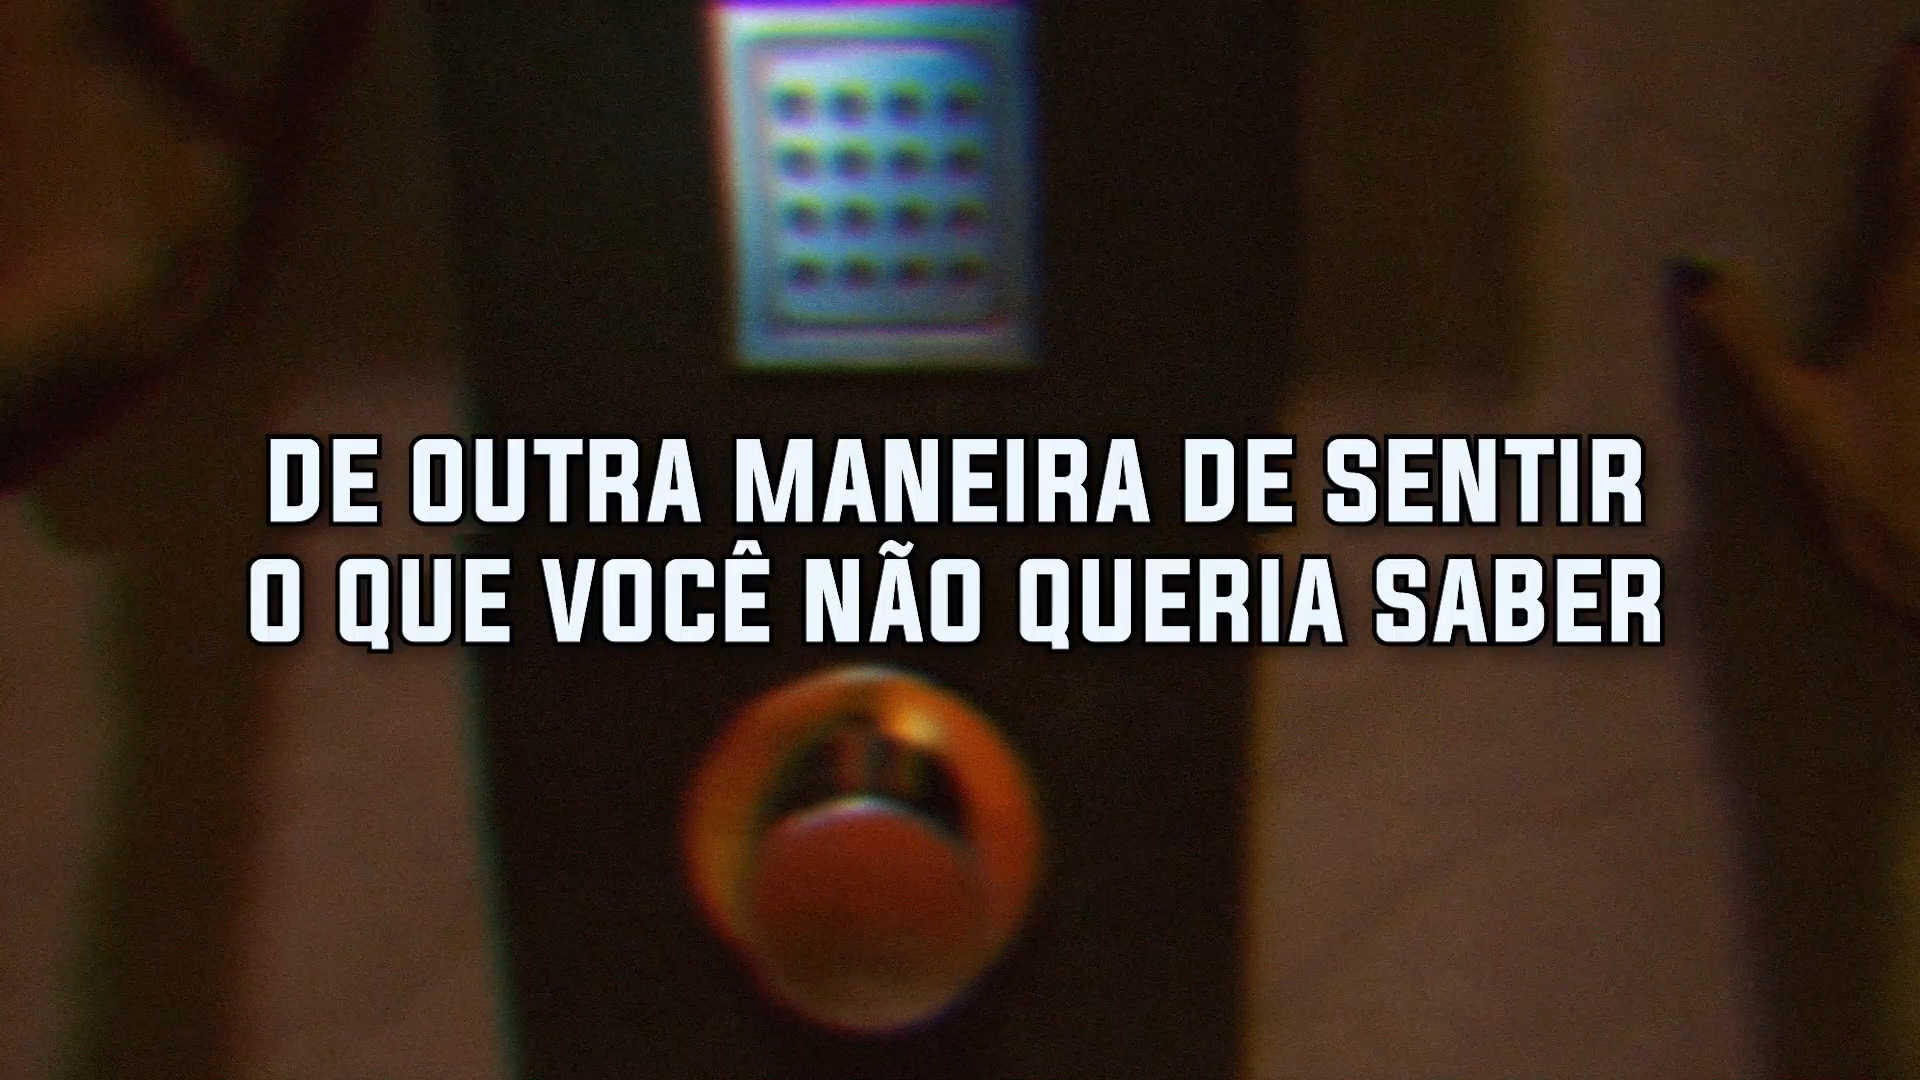 DE OUTRA MANEIRA DE SENTIR
O QUE VOCÊ NÃO QUERIA SABER